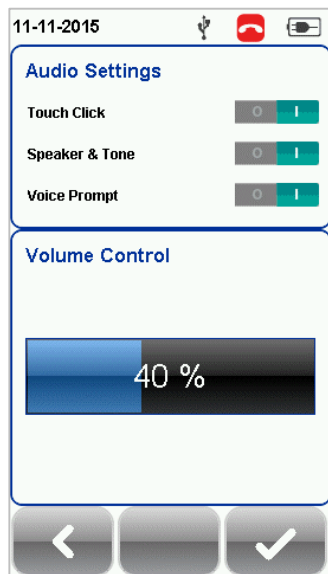 11-11-2015
Audio Settings
Touch Click O I
Speaker & Tone O I
Voice Prompt O I
Volume Control
40 %